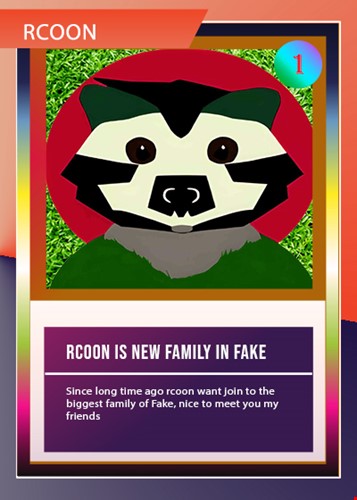 RCOON
1
RCOON IS NEW FAMILY IN FAKE
Since long time ago rcoon want join to the
biggest family of Fake, nice to meet you my
friends